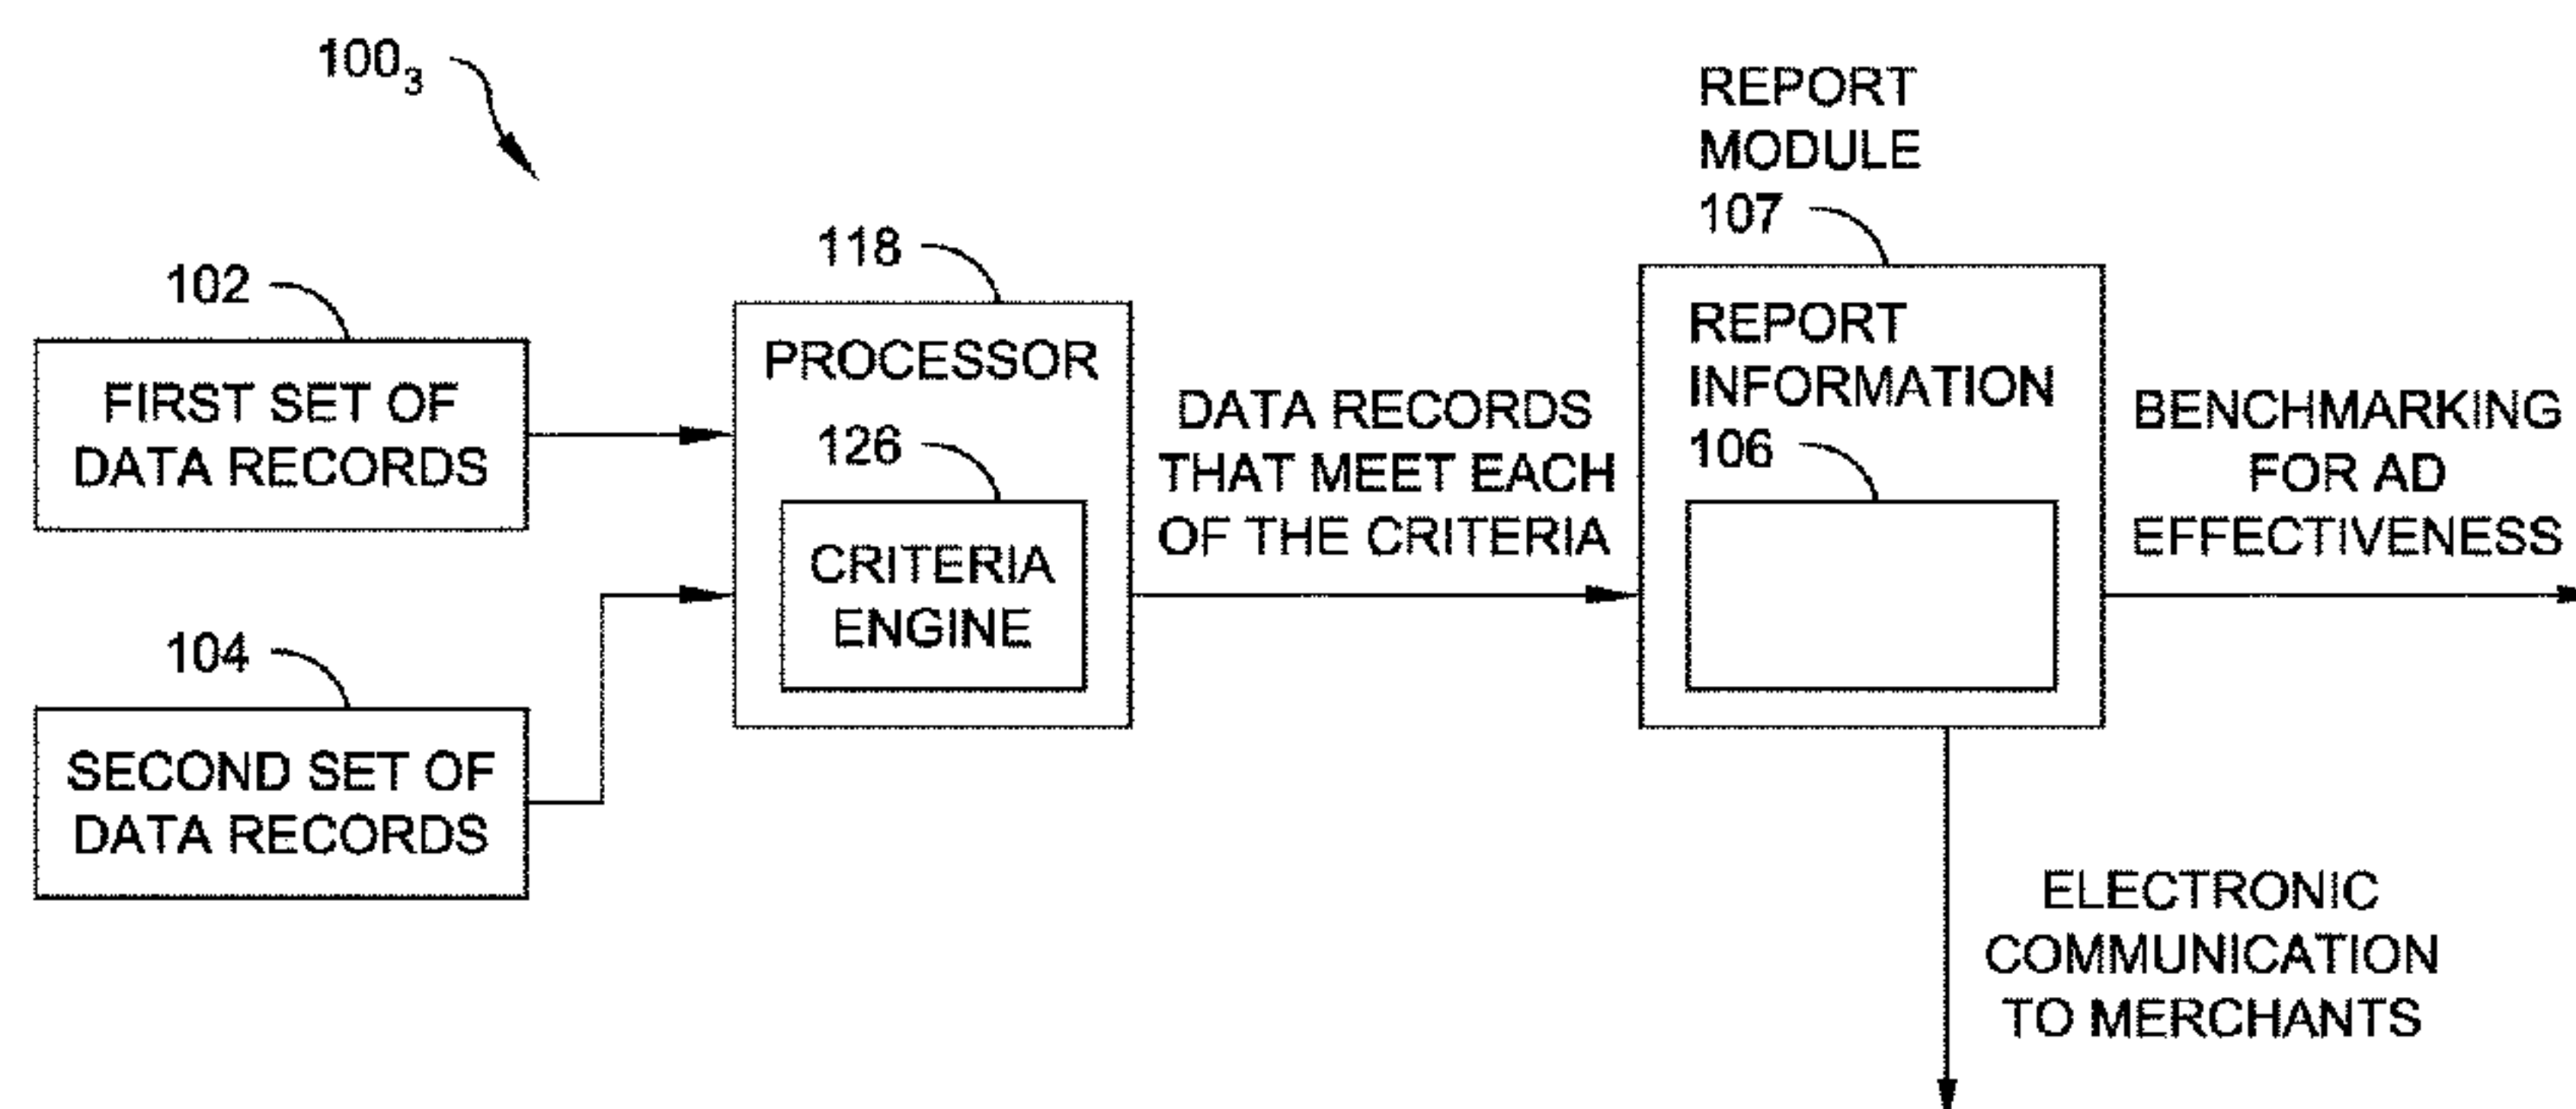 100₃
102
FIRST SET OF
DATA RECORDS
104
SECOND SET OF
DATA RECORDS
118
PROCESSOR
126
CRITERIA
ENGINE
DATA RECORDS
THAT MEET EACH
OF THE CRITERIA
REPORT
MODULE
107
REPORT
INFORMATION
106
BENCHMARKING
FOR AD
EFFECTIVENESS
ELECTRONIC
COMMUNICATION
TO MERCHANTS